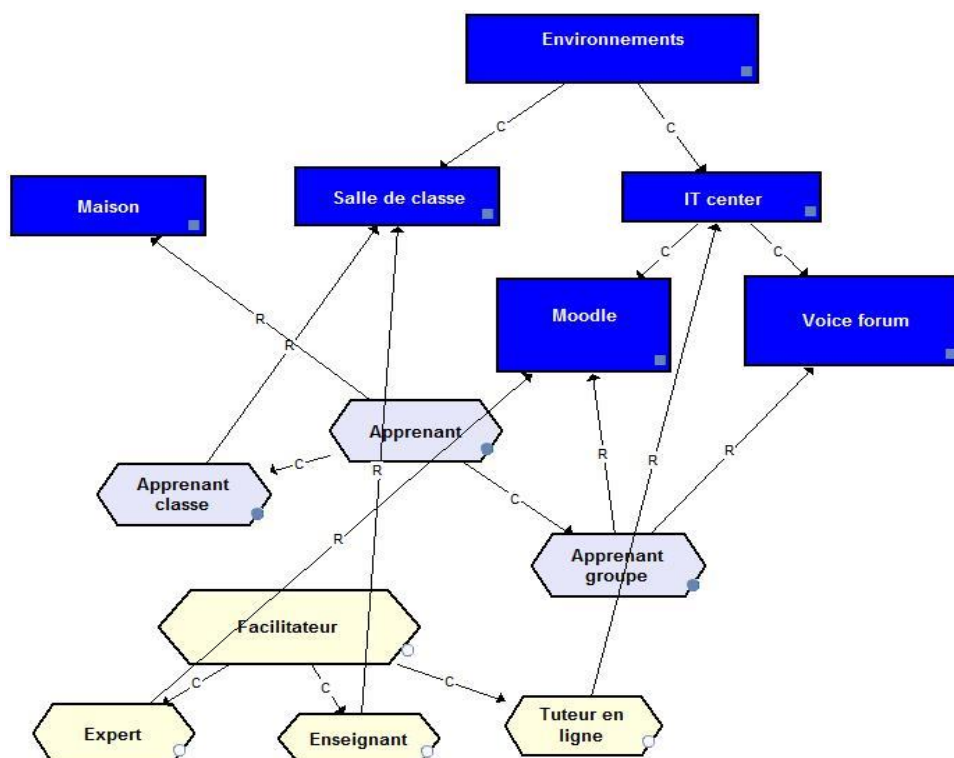 Environnements
C
C
Maison
Salle de classe
IT center
C
C
Moodle
Voice forum
R
R
Apprenant
R
R
R
R
C
Apprenant
classe
C
R
Apprenant
groupe
Facilitateur
C
C
C
Expert
Enseignant
Tuteur en
ligne